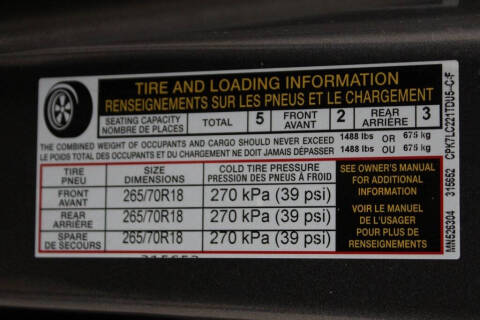 TIRE AND LOADING INFORMATION
RENSEIGNEMENTS SUR LES PNEUS ET LE CHARGEMENT
SEATING CAPACITY
NOMBRE DE PLACES
TOTAL 5
FRONT
AVANT 2
REAR
ARRIÈRE 3
THE COMBINED WEIGHT OF OCCUPANTS AND CARGO SHOULD NEVER EXCEED 1488 lbs OR 675 kg
LE POIDS TOTAL DES OCCUPANTS ET DU CHARGEMENT NE DOIT JAMAIS DÉPASSER 1488 lbs OU 675 kg
TIRE
PNEU
SIZE
DIMENSIONS
COLD TIRE PRESSURE
PRESSION DES PNEUS À FROID
FRONT
AVANT
265/70R18 270 kPa (39 psi)
REAR
ARRIÈRE
265/70R18 270 kPa (39 psi)
SPARE
DE SECOURS
265/70R18 270 kPa (39 psi)
SEE OWNER'S MANUAL
FOR ADDITIONAL
INFORMATION
VOIR LE MANUEL
DE L'USAGER
POUR PLUS DE
RENSEIGNEMENTS
MN526304 315652 CPK7LC221TDU5-C-F